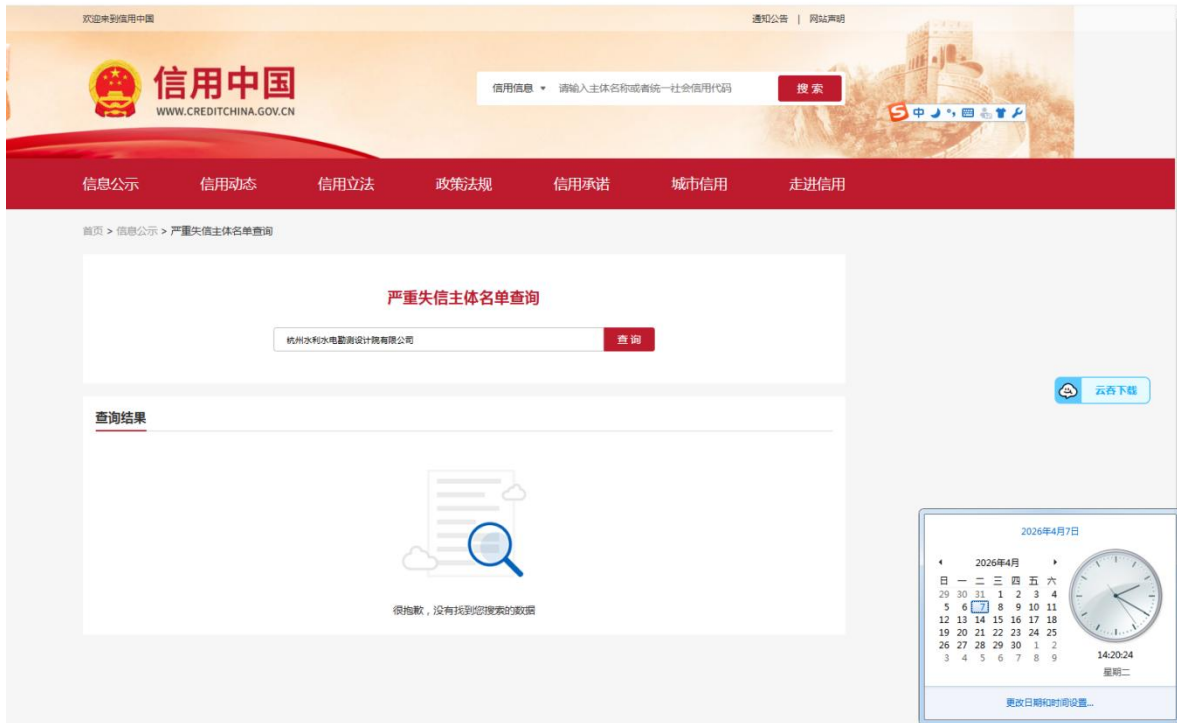 欢迎来到信用中国
通知公告 | 网站声明
信用中国
WWW.CREDITCHINA.GOV.CN
信用信息 请输入主体名称或者统一社会信用代码 搜索
中
信息公示 信用动态 信用立法 政策法规 信用承诺 城市信用 走进信用
首页 > 信息公示 > 严重失信主体名单查询
严重失信主体名单查询
杭州水利水电勘测设计院有限公司 查询
云吞下载
查询结果
很抱歉，没有找到您搜索的数据
2026年4月7日
2026年4月
日 一 二 三 四 五 六
29 30 31 1 2 3 4
5 6 7 8 9 10 11
12 13 14 15 16 17 18
19 20 21 22 23 24 25
26 27 28 29 30 1 2
3 4 5 6 7 8 9
14:20:24
星期二
更改日期和时间设置...